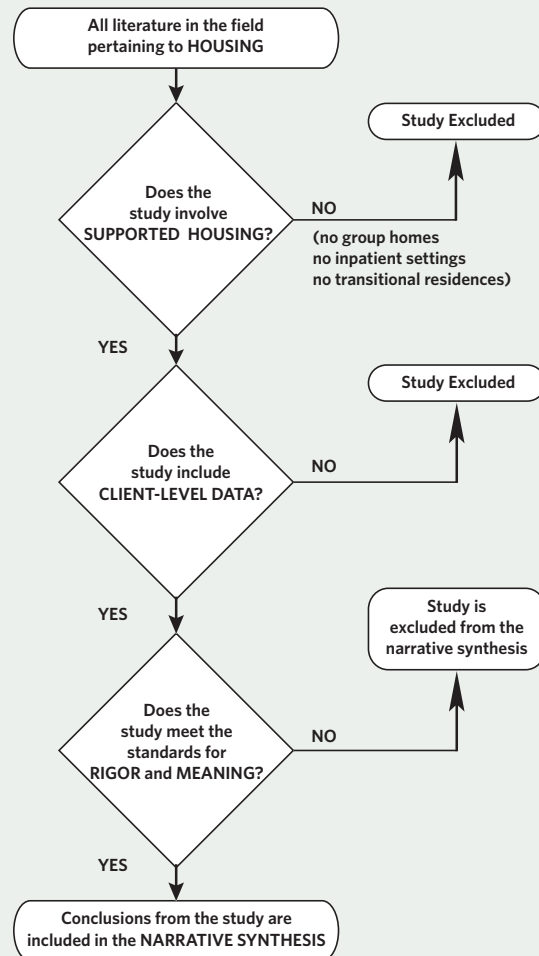 All literature in the field
pertaining to HOUSING
Study Excluded
Does the
study involve
SUPPORTED HOUSING?
NO
(no group homes
no inpatient settings
no transitional residences)
YES
Study Excluded
Does the
study include
CLIENT-LEVEL DATA?
NO
YES
Study is
excluded from the
narrative synthesis
Does the
study meet the
standards for
RIGOR and MEANING?
NO
YES
Conclusions from the study are
included in the NARRATIVE SYNTHESIS